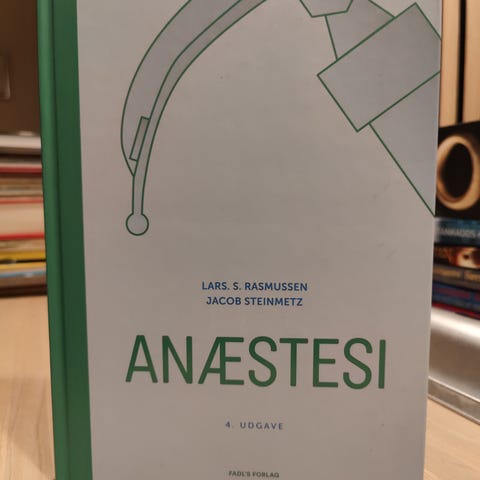 LARS. S. RASMUSSEN
JACOB STEINMETZ
ANÆSTESI
4. UDGAVE
FADL'S FORLAG